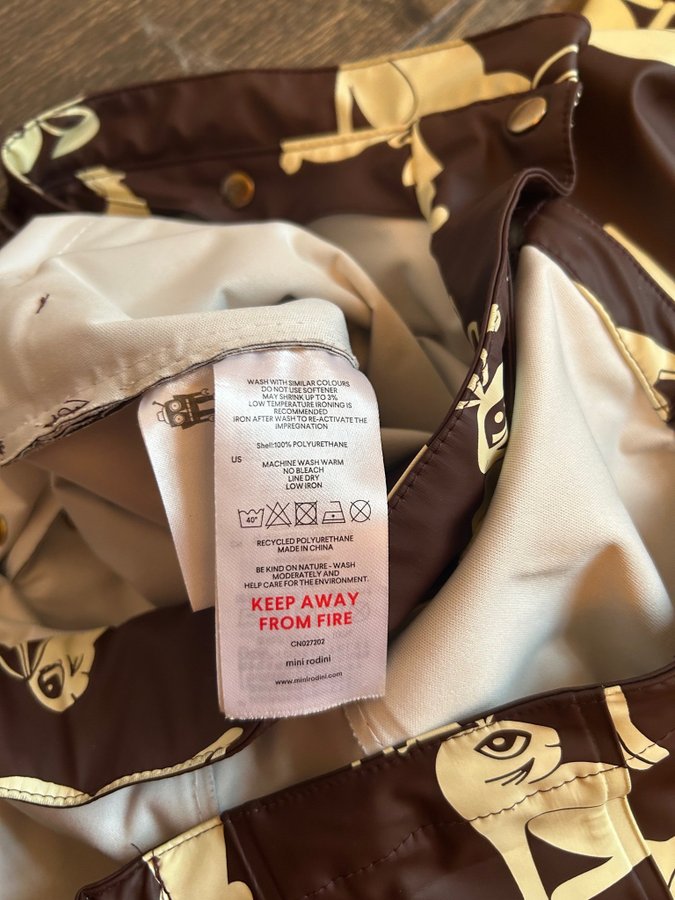 WASH WITH SIMILAR COLOURS
DO NOT USE SOFTENER
MAY SHRINK UP TO 3%
LOW TEMPERATURE IRONING IS
RECOMMENDED
IRON AFTER WASH TO RE-ACTIVATE THE
IMPREGNATION
Shell:100% POLYURETHANE
US
MACHINE WASH WARM
NO BLEACH
LINE DRY
LOW IRON
40°
RECYCLED POLYURETHANE
MADE IN CHINA
BE KIND ON NATURE - WASH
MODERATELY AND
HELP CARE FOR THE ENVIRONMENT.
KEEP AWAY
FROM FIRE
CN027202
mini rodini
www.minirodini.com